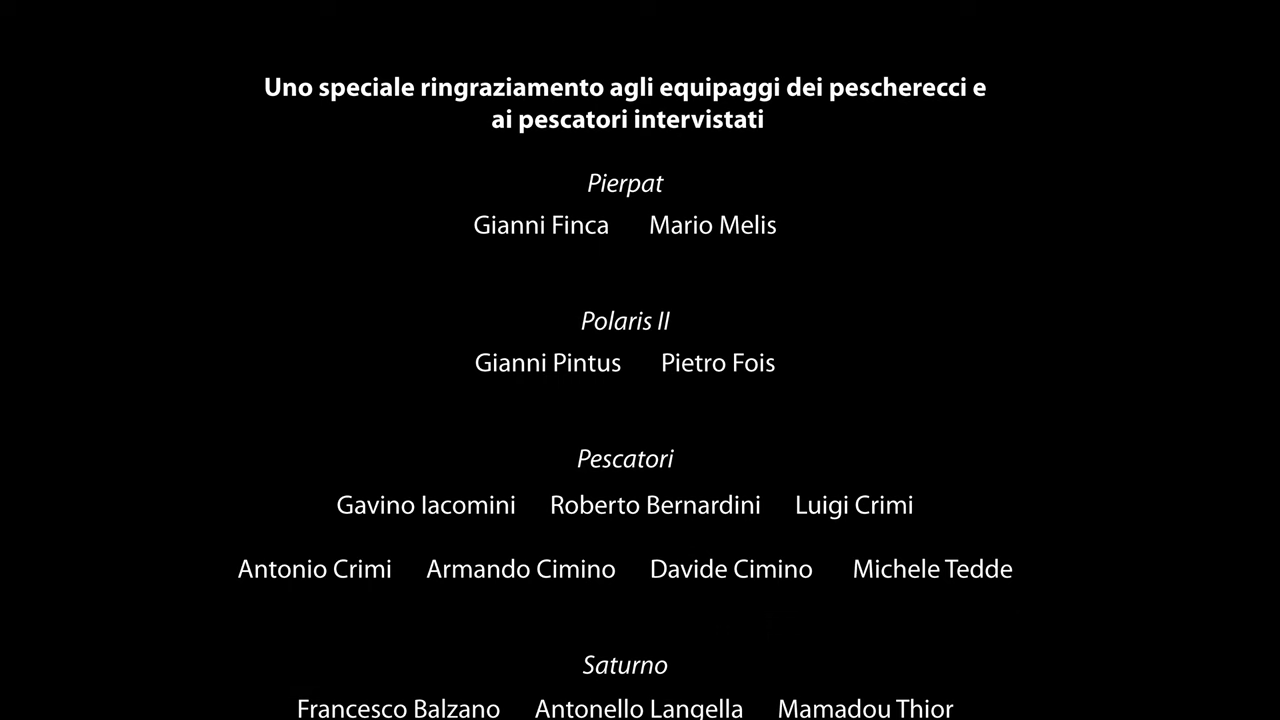 Uno speciale ringraziamento agli equipaggi dei pescherecci e
ai pescatori intervistati
Pierpat
Gianni Finca Mario Melis
Polaris II
Gianni Pintus Pietro Fois
Pescatori
Gavino Iacomini Roberto Bernardini Luigi Crimi
Antonio Crimi Armando Cimino Davide Cimino Michele Tedde
Saturno
Francesco Balzano Antonello Langella Mamadou Thior